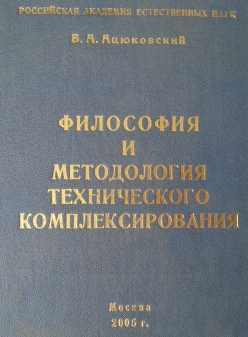 РОССИЙСКАЯ АКАДЕМИЯ ЕСТЕСТВЕННЫХ НАУК
В. А. Ацюковский
ФИЛОСОФИЯ
И
МЕТОДОЛОГИЯ
ТЕХНИЧЕСКОГО
КОМПЛЕКСИРОВАНИЯ
Москва
2005 г.